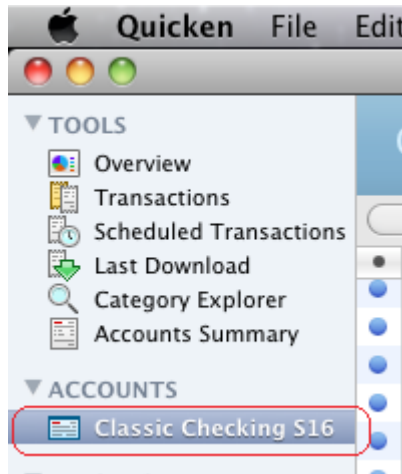 Quicken File Edit
TOOLS
Overview
Transactions
Scheduled Transactions
Last Download
Category Explorer
Accounts Summary
ACCOUNTS
Classic Checking S16